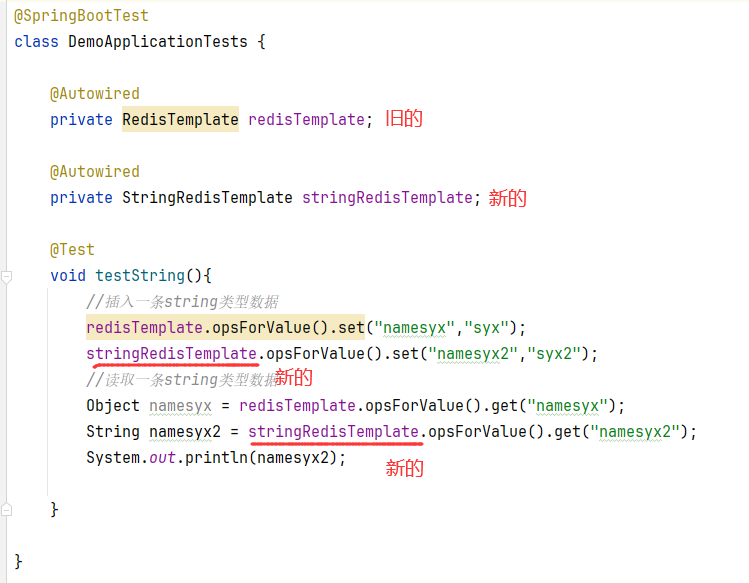 @SpringBootTest
class DemoApplicationTests {
@Autowired
private RedisTemplate redisTemplate; 旧的
@Autowired
private StringRedisTemplate stringRedisTemplate; 新的
@Test
void testString(){
//插入一条string类型数据
redisTemplate.opsForValue().set("namesyx","syx");
stringRedisTemplate.opsForValue().set("namesyx2","syx2");
//读取一条string类型数据 新的
Object namesyx = redisTemplate.opsForValue().get("namesyx");
String namesyx2 = stringRedisTemplate.opsForValue().get("namesyx2");
System.out.println(namesyx2); 新的
}
}